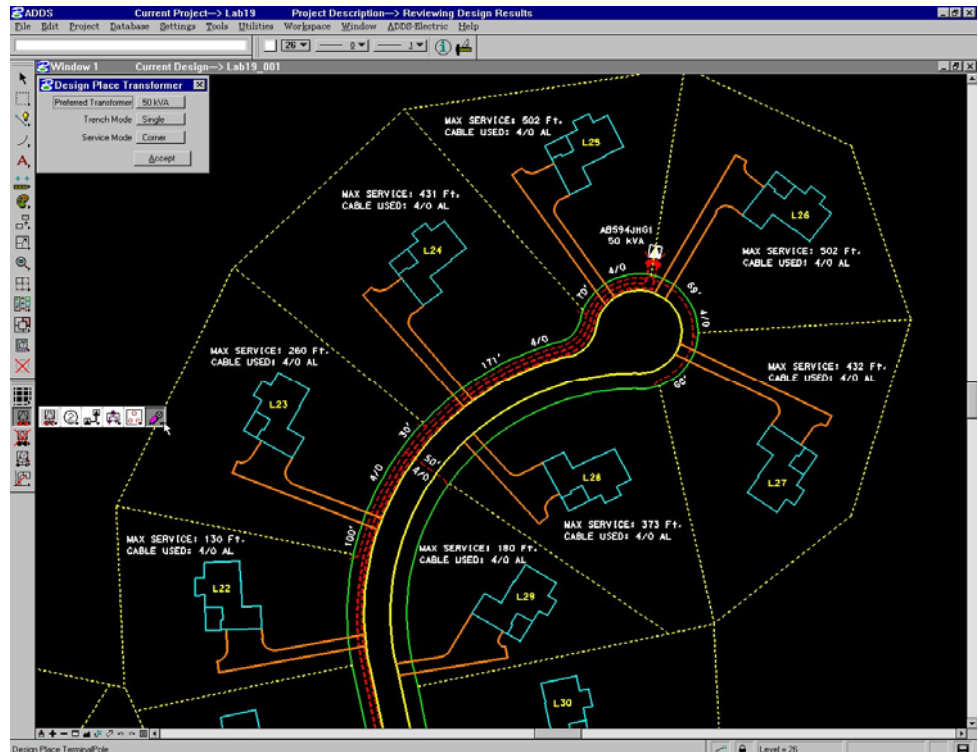 ADDS Current Project—> Lab19 Project Description—> Reviewing Design Results
File Edit Project Database Settings Tools Utilities Workspace Window ADDS-Electric Help
26 0 1
Window 1 Current Design—> Lab19_001
Design Place Transformer
Preferred Transformer 50 kVA
Trench Mode Single
Service Mode Corner
Accept
MAX SERVICE: 502 Ft.
CABLE USED: 4/0 AL
L25
MAX SERVICE: 431 Ft.
CABLE USED: 4/0 AL
L24
L26
MAX SERVICE: 502 Ft.
CABLE USED: 4/0 AL
AB594JHG1
50 kVA
4/0
70'
69'
4/0
4/0
171'
60'
MAX SERVICE: 260 Ft.
CABLE USED: 4/0 AL
L23
MAX SERVICE: 432 Ft.
CABLE USED: 4/0 AL
L27
30'
50'
4/0
4/0
100'
L28
MAX SERVICE: 373 Ft.
CABLE USED: 4/0 AL
MAX SERVICE: 130 Ft.
CABLE USED: 4/0 AL
L22
MAX SERVICE: 180 Ft.
CABLE USED: 4/0 AL
L29
L30
Design Place TerminalPole
Level = 26